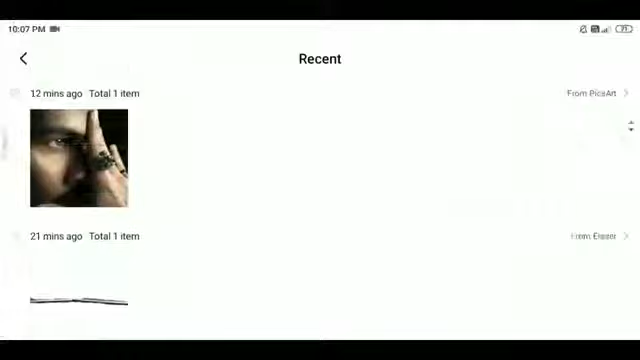 10:07 PM
71
Recent
12 mins ago Total 1 item
From PicsArt
21 mins ago Total 1 item
From Eraser